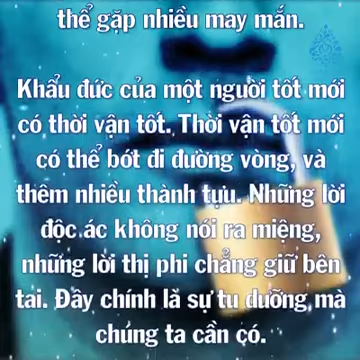 thể gặp nhiều may mắn.
Khẩu đức của một người tốt mới
có thời vận tốt. Thời vận tốt mới
có thể bớt đi đường vòng, và
thêm nhiều thành tựu. Những lời
độc ác không nói ra miệng,
những lời thị phi chẳng giữ bên
tai. Đây chính là sự tu dưỡng mà
chúng ta cần có.